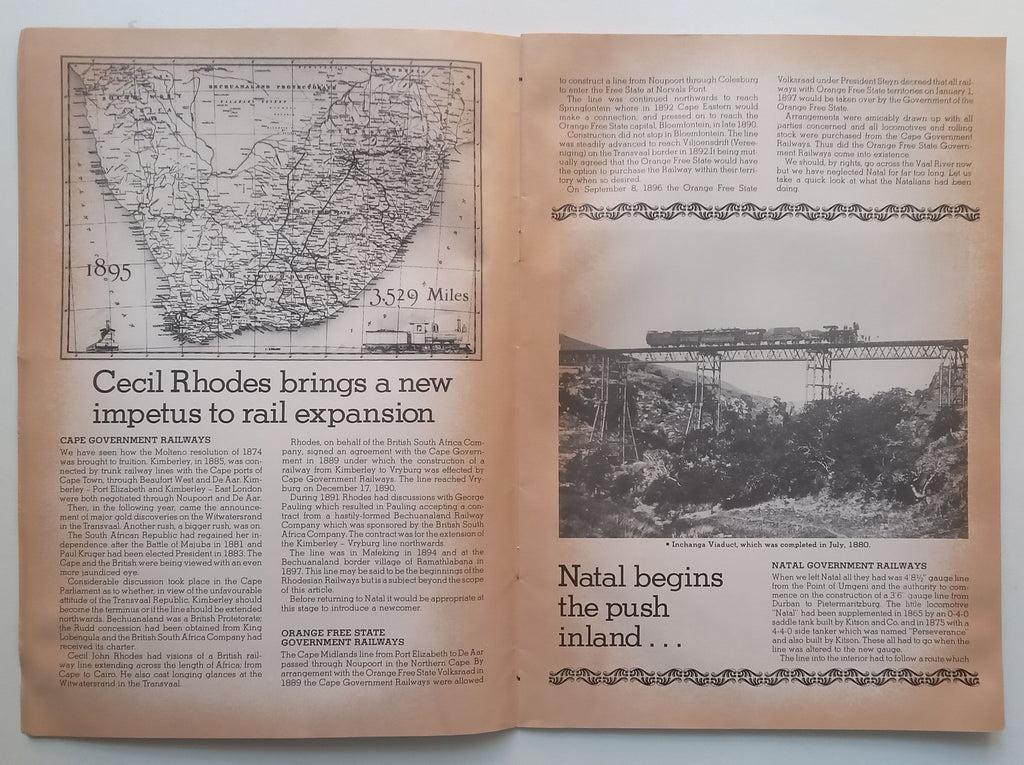 BECHUANALAND PROTECTORATE
1895
3,529 Miles
Cecil Rhodes brings a new
impetus to rail expansion
CAPE GOVERNMENT RAILWAYS
We have seen how the Molteno resolution of 1874
was brought to fruition. Kimberley, in 1885, was con-
nected by trunk railway lines with the Cape ports of
Cape Town, through Beaufort West and De Aar. Kim-
berley – Port Elizabeth and Kimberley – East London
were both negotiated through Noupoort and De Aar.
Then, in the following year, came the announce-
ment of major gold discoveries on the Witwatersrand
in the Transvaal. Another rush, a bigger rush, was on.
The South African Republic had regained her in-
dependence after the Battle of Majuba in 1881 and
Paul Kruger had been elected President in 1883. The
Cape and the British were being viewed with an even
more jaundiced eye.
Considerable discussion took place in the Cape
Parliament as to whether, in view of the unfavourable
attitude of the Transvaal Republic, Kimberley should
become the terminus or if the line should be extended
northwards. Bechuanaland was a British Protectorate;
the Rudd concession had been obtained from King
Lobengula and the British South Africa Company had
received its charter.
Cecil John Rhodes had visions of a British rail-
way line extending across the length of Africa; from
Cape to Cairo. He also cast longing glances at the
Witwatersrand in the Transvaal.
Rhodes, on behalf of the British South Africa Com-
pany, signed an agreement with the Cape Govern-
ment in 1889 under which the construction of a
railway from Kimberley to Vryburg was effected by
Cape Government Railways. The line reached Vry-
burg on December 17, 1890.
During 1891 Rhodes had discussions with George
Pauling which resulted in Pauling accepting a con-
tract from a hastily-formed Bechuanaland Railway
Company which was sponsored by the British South
Africa Company. The contract was for the extension of
the Kimberley – Vryburg line northwards.
The line was in Mafeking in 1894 and at the
Bechuanaland border village of Ramathlabana in
1897. This line may be said to be the beginnings of the
Rhodesian Railways but is a subject beyond the scope
of this article.
Before returning to Natal it would be appropriate at
this stage to introduce a newcomer.
ORANGE FREE STATE
GOVERNMENT RAILWAYS
The Cape Midlands line from Port Elizabeth to De Aar
passed through Noupoort in the Northern Cape. By
arrangement with the Orange Free State Volksraad in
1889 the Cape Government Railways were allowed
to construct a line from Noupoort through Colesburg
to enter the Free State at Norvals Pont.
The line was continued northwards to reach
Springfontein where in 1892 Cape Eastern would
make a connection, and pressed on to reach the
Orange Free State capital, Bloemfontein, in late 1890.
Construction did not stop in Bloemfontein. The line
was steadily advanced to reach Viljoensdrift (Veree-
niging) on the Transvaal border in 1892. It being mut-
ually agreed that the Orange Free State would have
the option to purchase the Railway within their terri-
tory when so desired.
On September 8, 1896 the Orange Free State
Volksraad under President Steyn decreed that all rail-
ways with Orange Free State territories on January 1,
1897 would be taken over by the Government of the
Orange Free State.
Arrangements were amicably drawn up with all
parties concerned and all locomotives and rolling
stock were purchased from the Cape Government
Railways. Thus did the Orange Free State Govern-
ment Railways come into existence.
We should, by rights, go across the Vaal River now
but we have neglected Natal for far too long. Let us
take a quick look at what the Natalians had been
doing.
▪ Inchanga Viaduct, which was completed in July, 1880.
Natal begins
the push
inland . . .
NATAL GOVERNMENT RAILWAYS
When we left Natal all they had was 4'8½" gauge line
from the Point of Umgeni and the authority to com-
mence on the construction of a 3'6" gauge line from
Durban to Pietermaritzburg. The little locomotive
"Natal" had been supplemented in 1865 by an 0-4-0
saddle tank built by Kitson and Co. and in 1875 with a
4-4-0 side tanker which was named "Perseverance"
and also built by Kitson. These all had to go when the
line was altered to the new gauge.
The line into the interior had to follow a route which